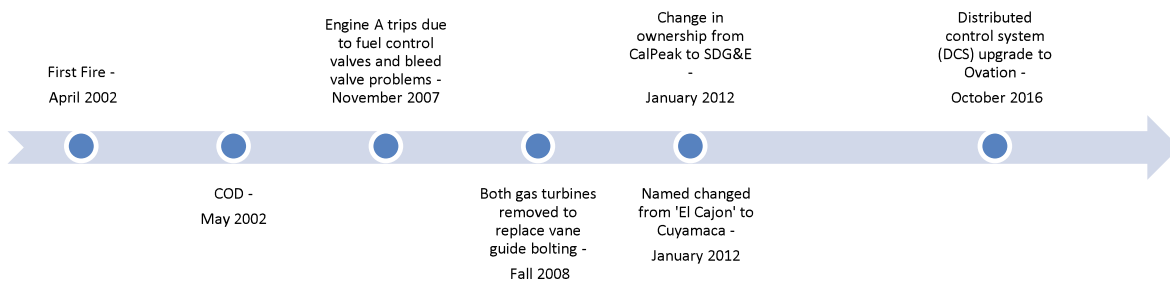 First Fire -
April 2002
COD -
May 2002
Engine A trips due
to fuel control
valves and bleed
valve problems -
November 2007
Both gas turbines
removed to
replace vane
guide bolting -
Fall 2008
Change in
ownership from
CalPeak to SDG&E
-
January 2012
Named changed
from 'El Cajon' to
Cuyamaca -
January 2012
Distributed
control system
(DCS) upgrade to
Ovation -
October 2016